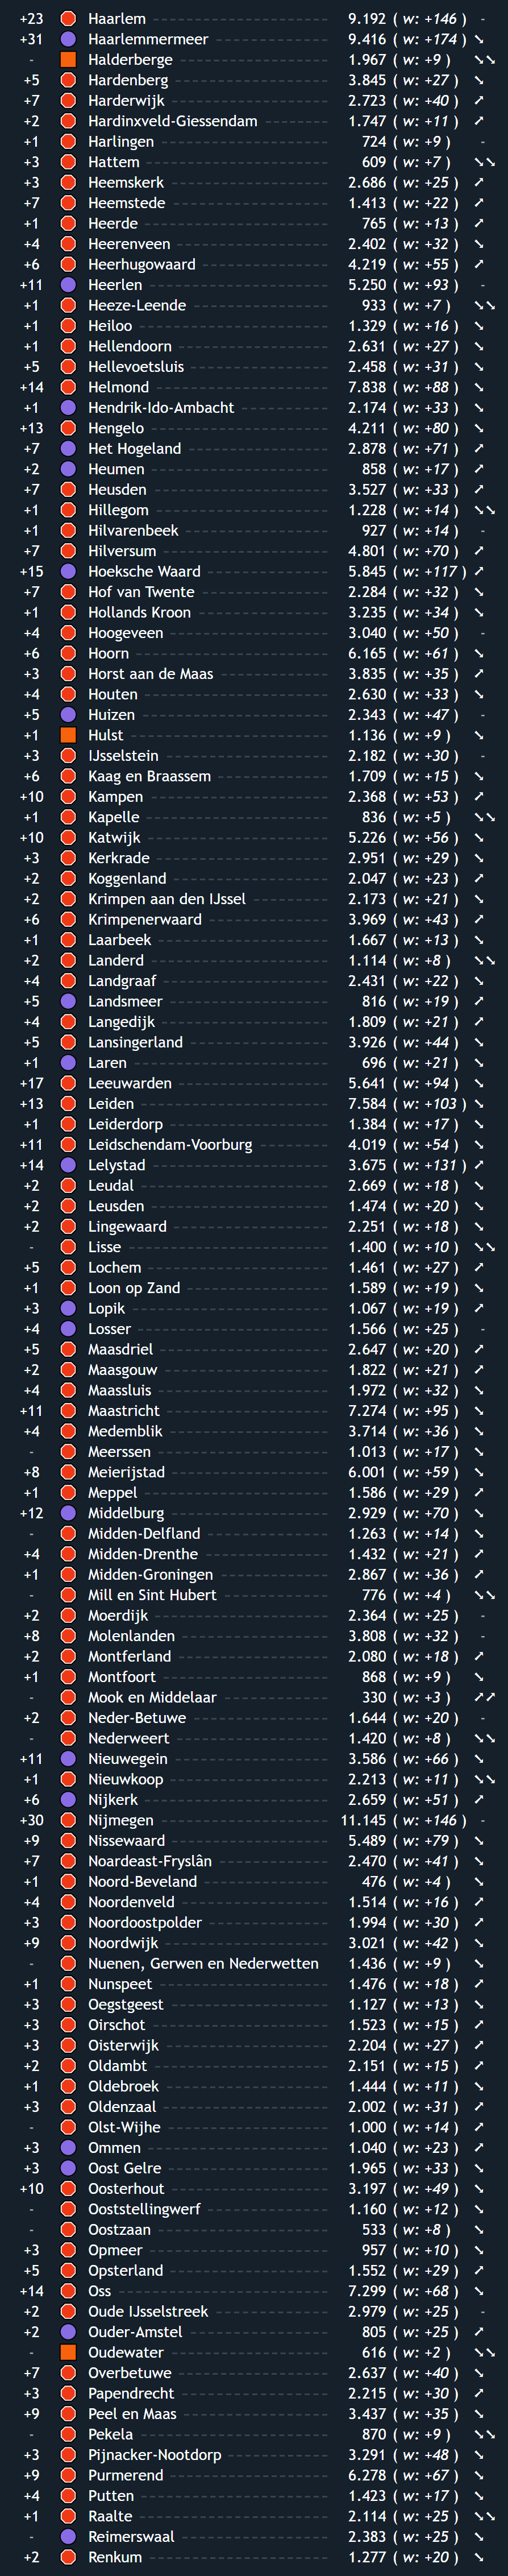 +23 Haarlem 9.192 ( w: +146 ) -
+31 Haarlemmermeer 9.416 ( w: +174 ) ➘
- Halderberge 1.967 ( w: +9 ) ➘➘
+5 Hardenberg 3.845 ( w: +27 ) ➘
+7 Harderwijk 2.723 ( w: +40 ) ➚
+2 Hardinxveld-Giessendam 1.747 ( w: +11 ) ➚
+1 Harlingen 724 ( w: +9 ) -
+3 Hattem 609 ( w: +7 ) ➘➘
+3 Heemskerk 2.686 ( w: +25 ) ➚
+7 Heemstede 1.413 ( w: +22 ) ➚
+1 Heerde 765 ( w: +13 ) ➚
+4 Heerenveen 2.402 ( w: +32 ) ➘
+6 Heerhugowaard 4.219 ( w: +55 ) ➚
+11 Heerlen 5.250 ( w: +93 ) -
+1 Heeze-Leende 933 ( w: +7 ) ➘➘
+1 Heiloo 1.329 ( w: +16 ) ➘
+1 Hellendoorn 2.631 ( w: +27 ) ➘
+5 Hellevoetsluis 2.458 ( w: +31 ) ➘
+14 Helmond 7.838 ( w: +88 ) ➘
+1 Hendrik-Ido-Ambacht 2.174 ( w: +33 ) ➘
+13 Hengelo 4.211 ( w: +80 ) ➘
+7 Het Hogeland 2.878 ( w: +71 ) ➚
+2 Heumen 858 ( w: +17 ) ➚
+7 Heusden 3.527 ( w: +33 ) ➚
+1 Hillegom 1.228 ( w: +14 ) ➘➘
+1 Hilvarenbeek 927 ( w: +14 ) -
+7 Hilversum 4.801 ( w: +70 ) ➚
+15 Hoeksche Waard 5.845 ( w: +117 ) ➚
+7 Hof van Twente 2.284 ( w: +32 ) ➘
+1 Hollands Kroon 3.235 ( w: +34 ) ➘
+4 Hoogeveen 3.040 ( w: +50 ) -
+6 Hoorn 6.165 ( w: +61 ) ➘
+3 Horst aan de Maas 3.835 ( w: +35 ) ➚
+4 Houten 2.630 ( w: +33 ) ➘
+5 Huizen 2.343 ( w: +47 ) -
+1 Hulst 1.136 ( w: +9 ) ➘
+3 IJsselstein 2.182 ( w: +30 ) -
+6 Kaag en Braassem 1.709 ( w: +15 ) ➘
+10 Kampen 2.368 ( w: +53 ) ➚
+1 Kapelle 836 ( w: +5 ) ➘➘
+10 Katwijk 5.226 ( w: +56 ) ➘
+3 Kerkrade 2.951 ( w: +29 ) ➘
+2 Koggenland 2.047 ( w: +23 ) ➚
+2 Krimpen aan den IJssel 2.173 ( w: +21 ) ➘
+6 Krimpenerwaard 3.969 ( w: +43 ) ➚
+1 Laarbeek 1.667 ( w: +13 ) ➘
+2 Landerd 1.114 ( w: +8 ) ➘➘
+4 Landgraaf 2.431 ( w: +22 ) ➘
+5 Landsmeer 816 ( w: +19 ) ➚
+4 Langedijk 1.809 ( w: +21 ) ➚
+5 Lansingerland 3.926 ( w: +44 ) ➘
+1 Laren 696 ( w: +21 ) ➘
+17 Leeuwarden 5.641 ( w: +94 ) ➘
+13 Leiden 7.584 ( w: +103 ) ➘
+1 Leiderdorp 1.384 ( w: +17 ) ➘
+11 Leidschendam-Voorburg 4.019 ( w: +54 ) ➘
+14 Lelystad 3.675 ( w: +131 ) ➚
+2 Leudal 2.669 ( w: +18 ) ➘
+2 Leusden 1.474 ( w: +20 ) ➘
+2 Lingewaard 2.251 ( w: +18 ) ➘
- Lisse 1.400 ( w: +10 ) ➘➘
+5 Lochem 1.461 ( w: +27 ) ➚
+1 Loon op Zand 1.589 ( w: +19 ) ➘
+3 Lopik 1.067 ( w: +19 ) ➚
+4 Losser 1.566 ( w: +25 ) -
+5 Maasdriel 2.647 ( w: +20 ) ➚
+2 Maasgouw 1.822 ( w: +21 ) ➚
+4 Maassluis 1.972 ( w: +32 ) ➘
+11 Maastricht 7.274 ( w: +95 ) ➘
+4 Medemblik 3.714 ( w: +36 ) ➘
- Meerssen 1.013 ( w: +17 ) ➘
+8 Meierijstad 6.001 ( w: +59 ) ➘
+1 Meppel 1.586 ( w: +29 ) ➚
+12 Middelburg 2.929 ( w: +70 ) ➘
- Midden-Delfland 1.263 ( w: +14 ) ➘
+4 Midden-Drenthe 1.432 ( w: +21 ) ➚
+1 Midden-Groningen 2.867 ( w: +36 ) ➚
- Mill en Sint Hubert 776 ( w: +4 ) ➘➘
+2 Moerdijk 2.364 ( w: +25 ) -
+8 Molenlanden 3.808 ( w: +32 ) -
+2 Montferland 2.080 ( w: +18 ) ➚
+1 Montfoort 868 ( w: +9 ) ➘
- Mook en Middelaar 330 ( w: +3 ) ➚➚
+2 Neder-Betuwe 1.644 ( w: +20 ) -
- Nederweert 1.420 ( w: +8 ) ➘➘
+11 Nieuwegein 3.586 ( w: +66 ) ➘
+1 Nieuwkoop 2.213 ( w: +11 ) ➘➘
+6 Nijkerk 2.659 ( w: +51 ) ➚
+30 Nijmegen 11.145 ( w: +146 ) -
+9 Nissewaard 5.489 ( w: +79 ) ➘
+7 Noardeast-Fryslân 2.470 ( w: +41 ) ➘
+1 Noord-Beveland 476 ( w: +4 ) ➘
+4 Noordenveld 1.514 ( w: +16 ) ➚
+3 Noordoostpolder 1.994 ( w: +30 ) ➚
+9 Noordwijk 3.021 ( w: +42 ) ➘
- Nuenen, Gerwen en Nederwetten 1.436 ( w: +9 ) ➘
+1 Nunspeet 1.476 ( w: +18 ) ➚
+3 Oegstgeest 1.127 ( w: +13 ) ➘
+3 Oirschot 1.523 ( w: +15 ) ➚
+3 Oisterwijk 2.204 ( w: +27 ) ➚
+2 Oldambt 2.151 ( w: +15 ) ➚
+1 Oldebroek 1.444 ( w: +11 ) ➘
+3 Oldenzaal 2.002 ( w: +31 ) ➚
- Olst-Wijhe 1.000 ( w: +14 ) ➚
+3 Ommen 1.040 ( w: +23 ) ➚
+3 Oost Gelre 1.965 ( w: +33 ) ➘
+10 Oosterhout 3.197 ( w: +49 ) ➘
- Ooststellingwerf 1.160 ( w: +12 ) ➘
- Oostzaan 533 ( w: +8 ) ➘
+3 Opmeer 957 ( w: +10 ) ➘
+5 Opsterland 1.552 ( w: +29 ) ➚
+14 Oss 7.299 ( w: +68 ) ➘
+2 Oude IJsselstreek 2.979 ( w: +25 ) -
+2 Ouder-Amstel 805 ( w: +25 ) ➚
- Oudewater 616 ( w: +2 ) ➘➘
+7 Overbetuwe 2.637 ( w: +40 ) ➘
+3 Papendrecht 2.215 ( w: +30 ) ➚
+9 Peel en Maas 3.437 ( w: +35 ) ➘
- Pekela 870 ( w: +9 ) ➘➘
+3 Pijnacker-Nootdorp 3.291 ( w: +48 ) ➘
+9 Purmerend 6.278 ( w: +67 ) ➘
+4 Putten 1.423 ( w: +17 ) ➘
+1 Raalte 2.114 ( w: +25 ) ➘➘
- Reimerswaal 2.383 ( w: +25 ) ➘
+2 Renkum 1.277 ( w: +20 ) ➘